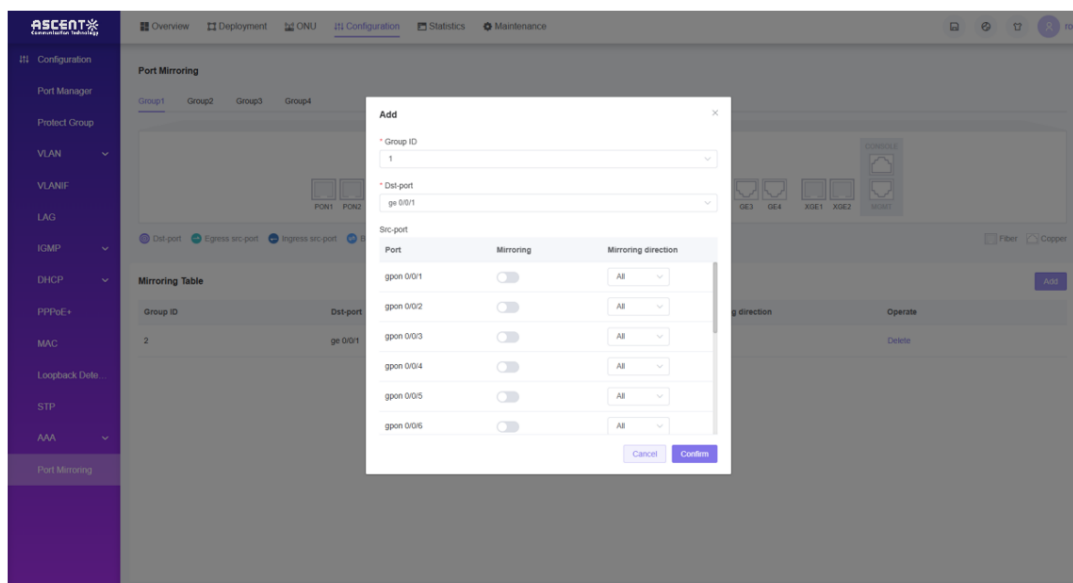 ASCENT
Communication Technology
Overview
Deployment
ONU
Configuration
Statistics
Maintenance
Configuration
Port Manager
Protect Group
VLAN
VLANIF
LAG
IGMP
DHCP
PPPoE+
MAC
Loopback Dete...
STP
AAA
Port Mirroring
Port Mirroring
Group1 Group2 Group3 Group4
PON1 PON2
GE3 GE4 XGE1 XGE2
CONSOLE
MGMT
Dst-port Egress src-port Ingress src-port
Fiber Copper
Mirroring Table
Add
Group ID Dst-port g direction Operate
2 ge 0/0/1 Delete
Add
* Group ID
1
* Dst-port
ge 0/0/1
Src-port
Port Mirroring Mirroring direction
gpon 0/0/1 All
gpon 0/0/2 All
gpon 0/0/3 All
gpon 0/0/4 All
gpon 0/0/5 All
gpon 0/0/6 All
Cancel Confirm